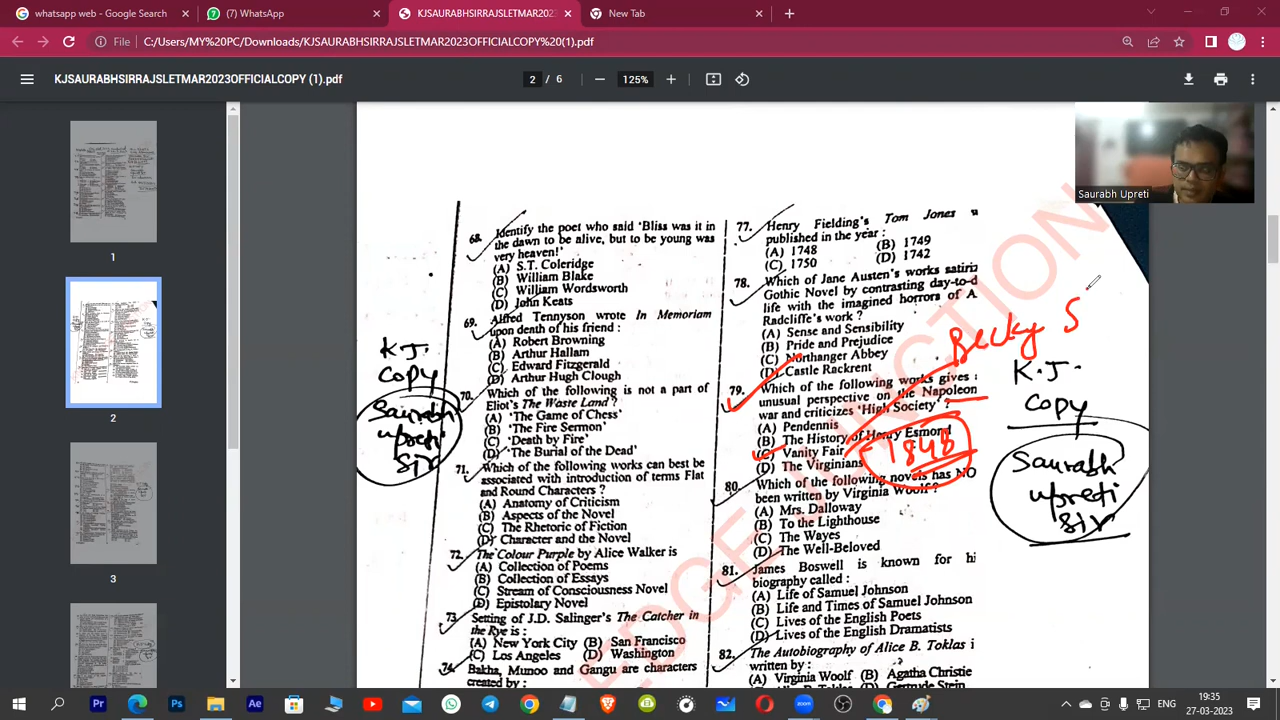 whatsapp web - Google Search
(7) WhatsApp
KJSAURABHSIRRAJSLETMAR2023
New Tab
File
C:/Users/MY%20PC/Downloads/KJSAURABHSIRRAJSLETMAR2023OFFICIALCOPY%20(1).pdf
KJSAURABHSIRRAJSLETMAR2023OFFICIALCOPY (1).pdf
2 / 6
125%
Saurabh Upreti
1
2
3
68. Identify the poet who said 'Bliss was it in
the dawn to be alive, but to be young was
very heaven!'
(A) S.T. Coleridge
(B) William Blake
(C) William Wordsworth
(D) John Keats
69. Alfred Tennyson wrote In Memoriam
upon death of his friend :
(A) Robert Browning
(B) Arthur Hallam
(C) Edward Fitzgerald
(D) Arthur Hugh Clough
70. Which of the following is not a part of
Eliot's The Waste Land ?
(A) 'The Game of Chess'
(B) 'The Fire Sermon'
(C) 'Death by Fire'
(D) 'The Burial of the Dead'
71. Which of the following works can best be
associated with introduction of terms Flat
and Round Characters ?
(A) Anatomy of Criticism
(B) Aspects of the Novel
(C) The Rhetoric of Fiction
(D) Character and the Novel
72. The Colour Purple by Alice Walker is
(A) Collection of Poems
(B) Collection of Essays
(C) Stream of Consciousness Novel
(D) Epistolary Novel
73. Setting of J.D. Salinger's The Catcher in
the Rye is :
(A) New York City (B) San Francisco
(C) Los Angeles (D) Washington
74. Bakha, Munoo and Gangu are characters
created by :
77. Henry Fielding's Tom Jones w
published in the year :
(A) 1748 (B) 1749
(C) 1750 (D) 1742
78. Which of Jane Austen's works satiriz
Gothic Novel by contrasting day-to-d
life with the imagined horrors of A
Radcliffe's work ?
(A) Sense and Sensibility
(B) Pride and Prejudice
(C) Northanger Abbey
(D) Castle Rackrent
79. Which of the following works gives
unusual perspective on the Napoleon
war and criticizes 'High Society' ?
(A) Pendennis
(B) The History of Henry Esmond
(C) Vanity Fair
(D) The Virginians
80. Which of the following novels has NO
been written by Virginia Woolf ?
(A) Mrs. Dalloway
(B) To the Lighthouse
(C) The Wayes
(D) The Well-Beloved
81. James Boswell is known for hi
biography called :
(A) Life of Samuel Johnson
(B) Life and Times of Samuel Johnson
(C) Lives of the English Poets
(D) Lives of the English Dramatists
82. The Autobiography of Alice B. Toklas i
written by :
(A) Virginia Woolf (B) Agatha Christie
Gertrude Stein
K.J.
COPY
Saurabh
upreti
SIR
Becky S
1848
K.J.
COPY
Saurabh
upreti
SIR
EDGE JUNCTION
ENG
IN
19:35
27-03-2023